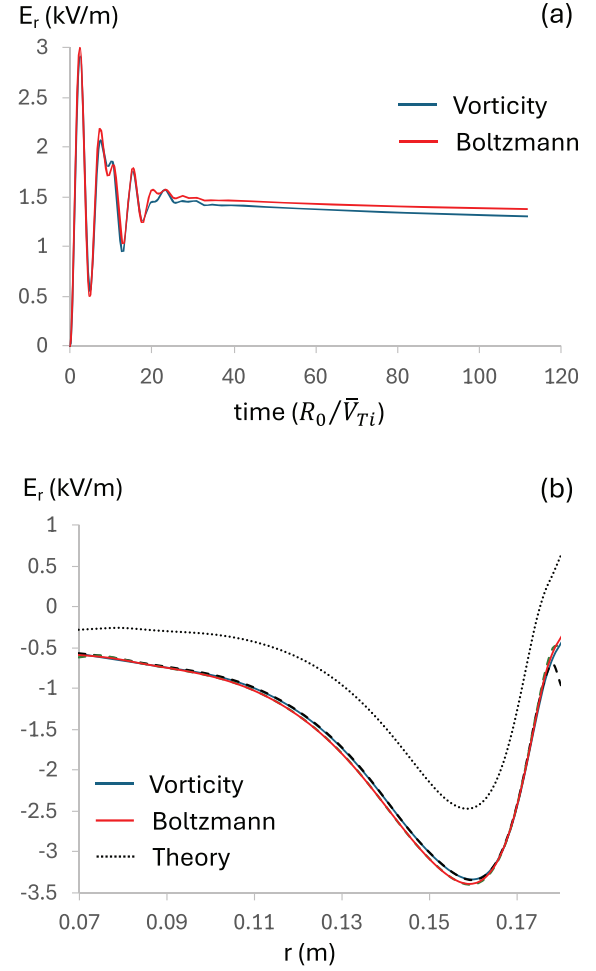 Eᵣ (kV/m)
(a)
3
2.5
2
1.5
1
0.5
0
Vorticity
Boltzmann
0 20 40 60 80 100 120
time (R₀/V̄_Ti)
Eᵣ (kV/m)
(b)
1
0.5
0
-0.5
-1
-1.5
-2
-2.5
-3
-3.5
Vorticity
Boltzmann
Theory
0.07 0.09 0.11 0.13 0.15 0.17
r (m)